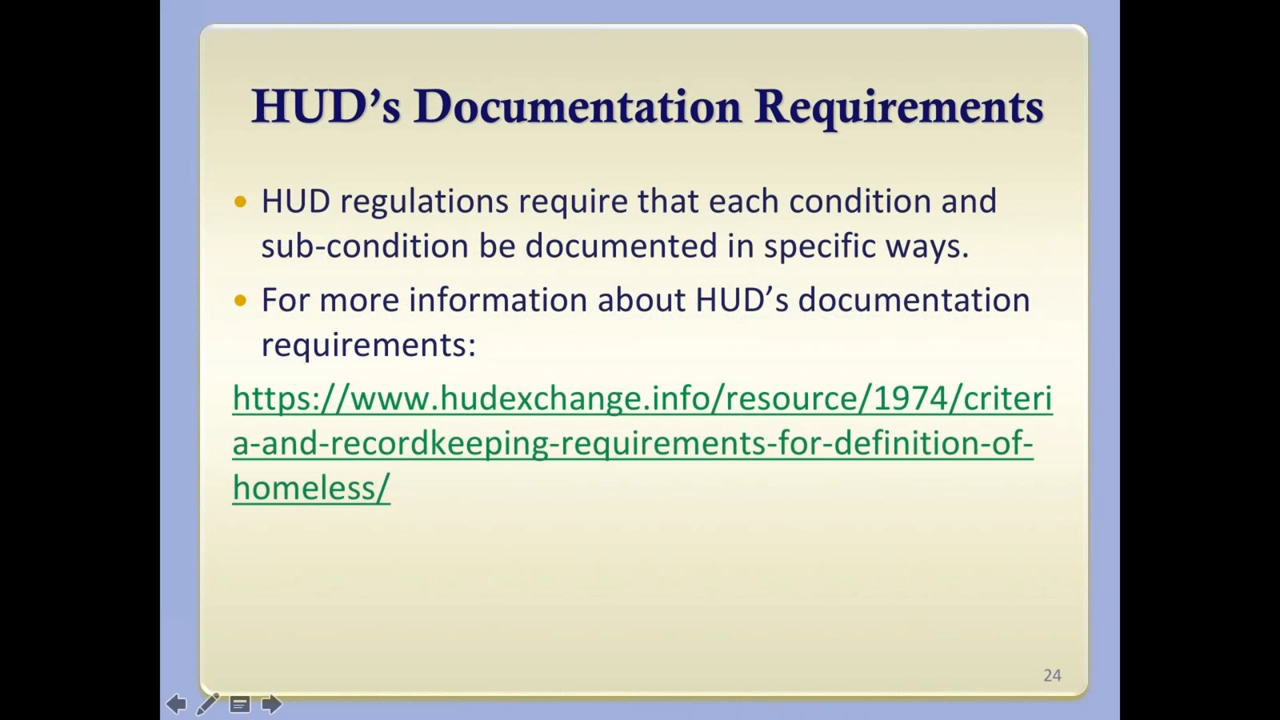 HUD’s Documentation Requirements
• HUD regulations require that each condition and
sub-condition be documented in specific ways.
• For more information about HUD’s documentation
requirements:
https://www.hudexchange.info/resource/1974/criteri
a-and-recordkeeping-requirements-for-definition-of-
homeless/
24